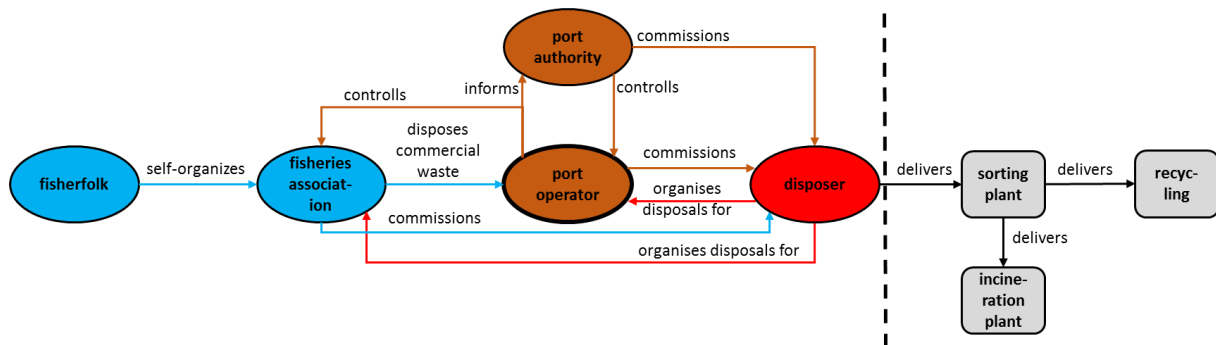 port
authority
commissions
informs
controlls
controlls
disposes
commercial
waste
fisherfolk
self-organizes
fisheries
associat-
ion
port
operator
commissions
organises
disposals for
disposer
commissions
organises disposals for
delivers
sorting
plant
delivers
recyc-
ling
delivers
incine-
ration
plant